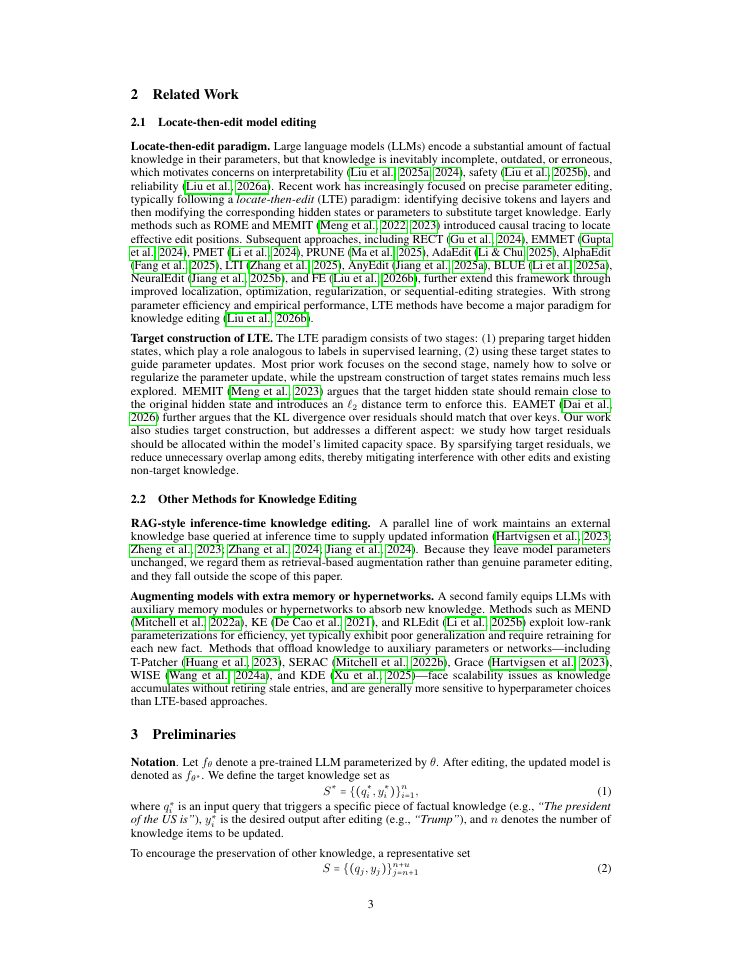 2 Related Work
2.1 Locate-then-edit model editing
Locate-then-edit paradigm. Large language models (LLMs) encode a substantial amount of factual
knowledge in their parameters, but that knowledge is inevitably incomplete, outdated, or erroneous,
which motivates concerns on interpretability (Liu et al., 2025a, 2024), safety (Liu et al., 2025b), and
reliability (Liu et al., 2026a). Recent work has increasingly focused on precise parameter editing,
typically following a locate-then-edit (LTE) paradigm: identifying decisive tokens and layers and
then modifying the corresponding hidden states or parameters to substitute target knowledge. Early
methods such as ROME and MEMIT (Meng et al., 2022, 2023) introduced causal tracing to locate
effective edit positions. Subsequent approaches, including RECT (Gu et al., 2024), EMMET (Gupta
et al., 2024), PMET (Li et al., 2024), PRUNE (Ma et al., 2025), AdaEdit (Li & Chu, 2025), AlphaEdit
(Fang et al., 2025), LTI (Zhang et al., 2025), AnyEdit (Jiang et al., 2025a), BLUE (Li et al., 2025a),
NeuralEdit (Jiang et al., 2025b), and FE (Liu et al., 2026b), further extend this framework through
improved localization, optimization, regularization, or sequential-editing strategies. With strong
parameter efficiency and empirical performance, LTE methods have become a major paradigm for
knowledge editing (Liu et al., 2026b).
Target construction of LTE. The LTE paradigm consists of two stages: (1) preparing target hidden
states, which play a role analogous to labels in supervised learning, (2) using these target states to
guide parameter updates. Most prior work focuses on the second stage, namely how to solve or
regularize the parameter update, while the upstream construction of target states remains much less
explored. MEMIT (Meng et al., 2023) argues that the target hidden state should remain close to
the original hidden state and introduces an ℓ₂ distance term to enforce this. EAMET (Dai et al.,
2026) further argues that the KL divergence over residuals should match that over keys. Our work
also studies target construction, but addresses a different aspect: we study how target residuals
should be allocated within the model's limited capacity space. By sparsifying target residuals, we
reduce unnecessary overlap among edits, thereby mitigating interference with other edits and existing
non-target knowledge.
2.2 Other Methods for Knowledge Editing
RAG-style inference-time knowledge editing. A parallel line of work maintains an external
knowledge base queried at inference time to supply updated information (Hartvigsen et al., 2023;
Zheng et al., 2023; Zhang et al., 2024; Jiang et al., 2024). Because they leave model parameters
unchanged, we regard them as retrieval-based augmentation rather than genuine parameter editing,
and they fall outside the scope of this paper.
Augmenting models with extra memory or hypernetworks. A second family equips LLMs with
auxiliary memory modules or hypernetworks to absorb new knowledge. Methods such as MEND
(Mitchell et al., 2022a), KE (De Cao et al., 2021), and RLEdit (Li et al., 2025b) exploit low-rank
parameterizations for efficiency, yet typically exhibit poor generalization and require retraining for
each new fact. Methods that offload knowledge to auxiliary parameters or networks—including
T-Patcher (Huang et al., 2023), SERAC (Mitchell et al., 2022b), Grace (Hartvigsen et al., 2023),
WISE (Wang et al., 2024a), and KDE (Xu et al., 2025)—face scalability issues as knowledge
accumulates without retiring stale entries, and are generally more sensitive to hyperparameter choices
than LTE-based approaches.
3 Preliminaries
Notation. Let f_θ denote a pre-trained LLM parameterized by θ. After editing, the updated model is
denoted as f_{θ*}. We define the target knowledge set as
S* = {(q_i^*, y_i^*)}_{i=1}^n, (1)
where q_i^* is an input query that triggers a specific piece of factual knowledge (e.g., “The president
of the US is”), y_i^* is the desired output after editing (e.g., “Trump”), and n denotes the number of
knowledge items to be updated.
To encourage the preservation of other knowledge, a representative set
S = {(q_j, y_j)}_{j=n+1}^{n+u} (2)
3